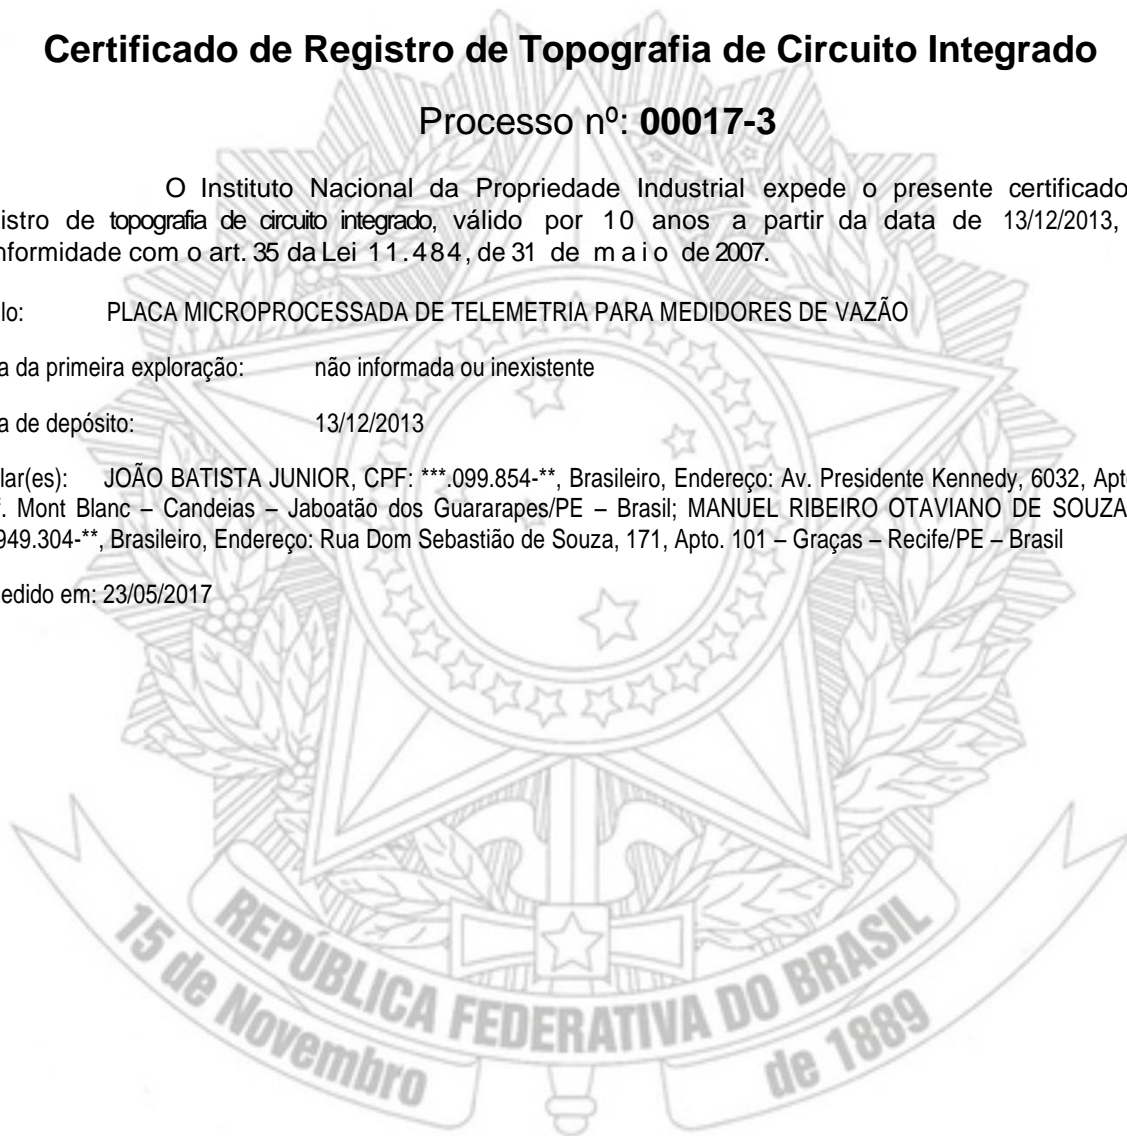 Certificado de Registro de Topografia de Circuito Integrado
Processo nº: 00017-3
O Instituto Nacional da Propriedade Industrial expede o presente certificado
istro de topografia de circuito integrado, válido por 10 anos a partir da data de 13/12/2013,
nformidade com o art. 35 da Lei 11.484, de 31 de maio de 2007.
lo: PLACA MICROPROCESSADA DE TELEMETRIA PARA MEDIDORES DE VAZÃO
a da primeira exploração: não informada ou inexistente
a de depósito: 13/12/2013
lar(es): JOÃO BATISTA JUNIOR, CPF: ***.099.854-**, Brasileiro, Endereço: Av. Presidente Kennedy, 6032, Apto
f. Mont Blanc – Candeias – Jaboatão dos Guararapes/PE – Brasil; MANUEL RIBEIRO OTAVIANO DE SOUZA
949.304-**, Brasileiro, Endereço: Rua Dom Sebastião de Souza, 171, Apto. 101 – Graças – Recife/PE – Brasil
edido em: 23/05/2017
REPÚBLICA FEDERATIVA DO BRASIL
15 de Novembro de 1889